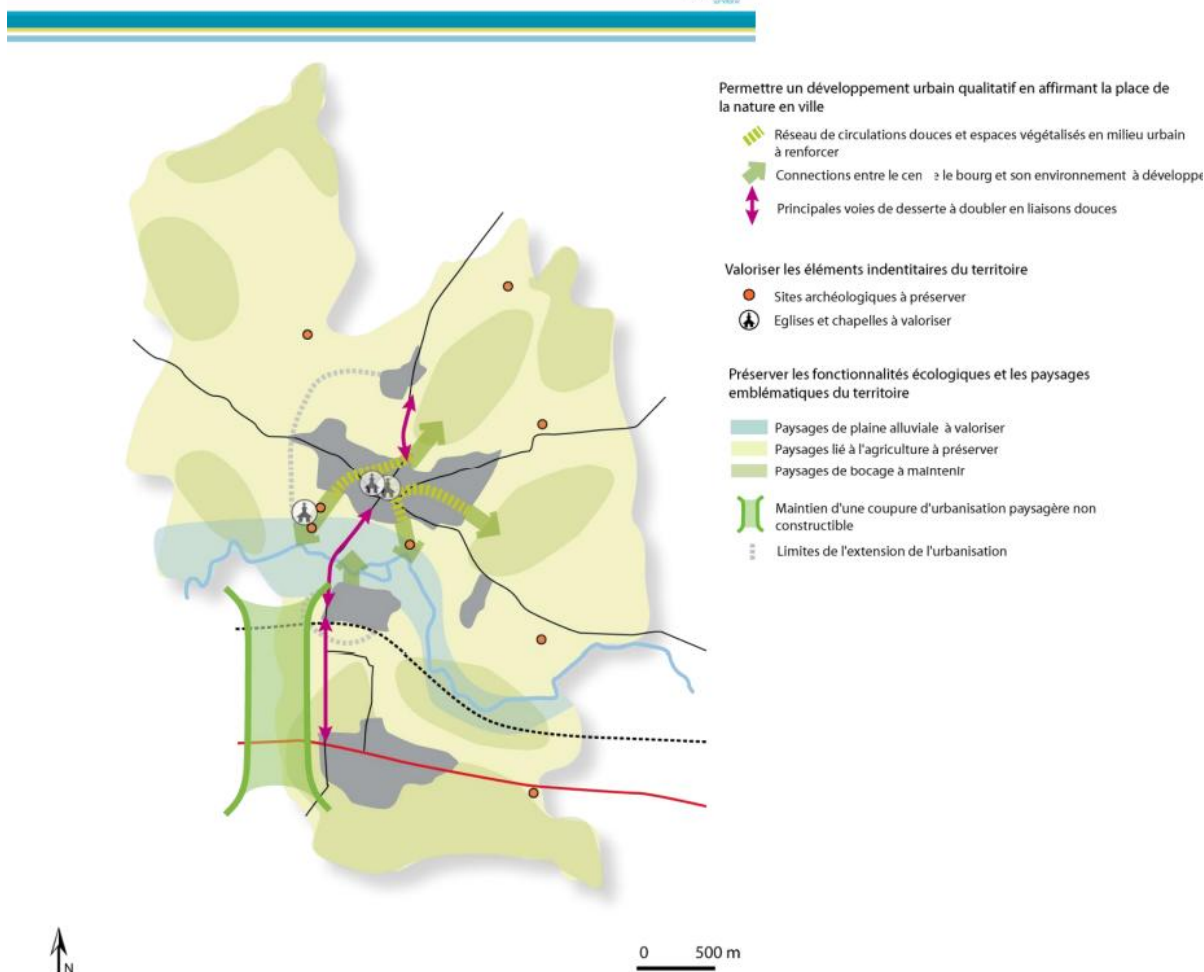 Permettre un développement urbain qualitatif en affirmant la place de
la nature en ville
Réseau de circulations douces et espaces végétalisés en milieu urbain
à renforcer
Connections entre le cen e le bourg et son environnement à développe
Principales voies de desserte à doubler en liaisons douces
Valoriser les éléments indentitaires du territoire
Sites archéologiques à préserver
Eglises et chapelles à valoriser
Préserver les fonctionnalités écologiques et les paysages
emblématiques du territoire
Paysages de plaine alluviale à valoriser
Paysages lié à l'agriculture à préserver
Paysages de bocage à maintenir
Maintien d'une coupure d'urbanisation paysagère non
constructible
Limites de l'extension de l'urbanisation
N
0 500 m